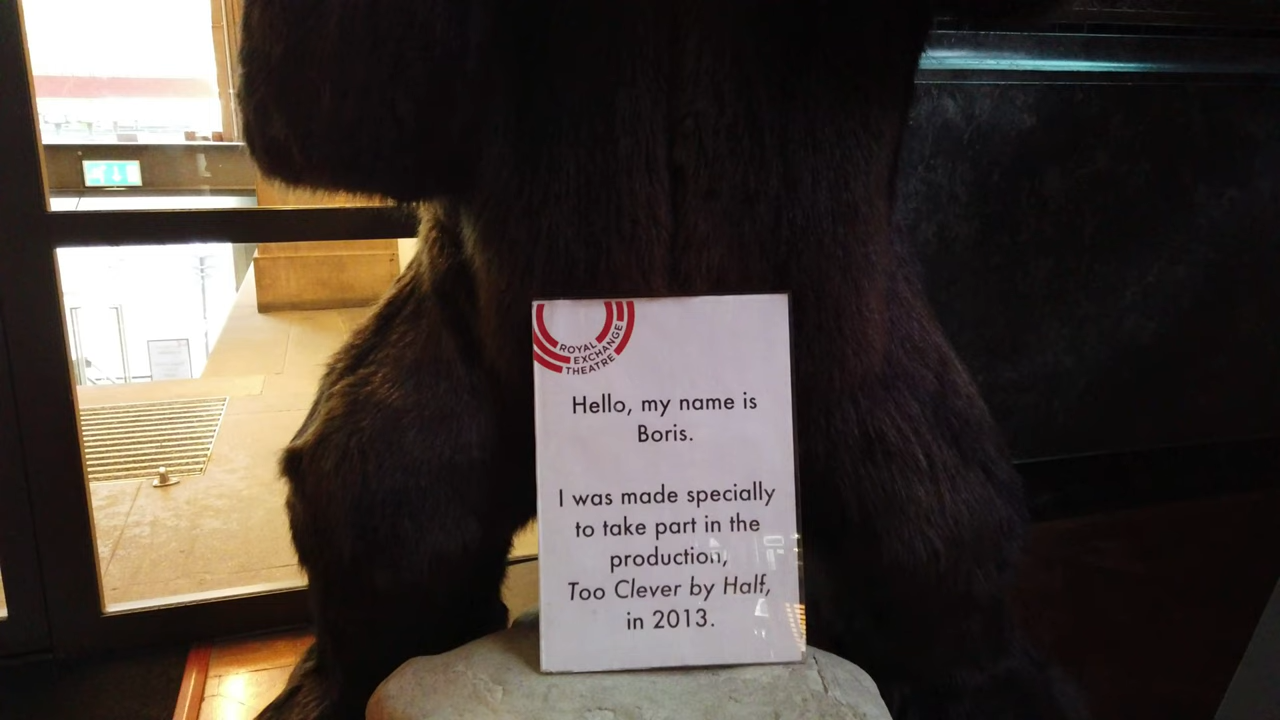 ROYAL
EXCHANGE
THEATRE
Hello, my name is
Boris.
I was made specially
to take part in the
production,
Too Clever by Half,
in 2013.